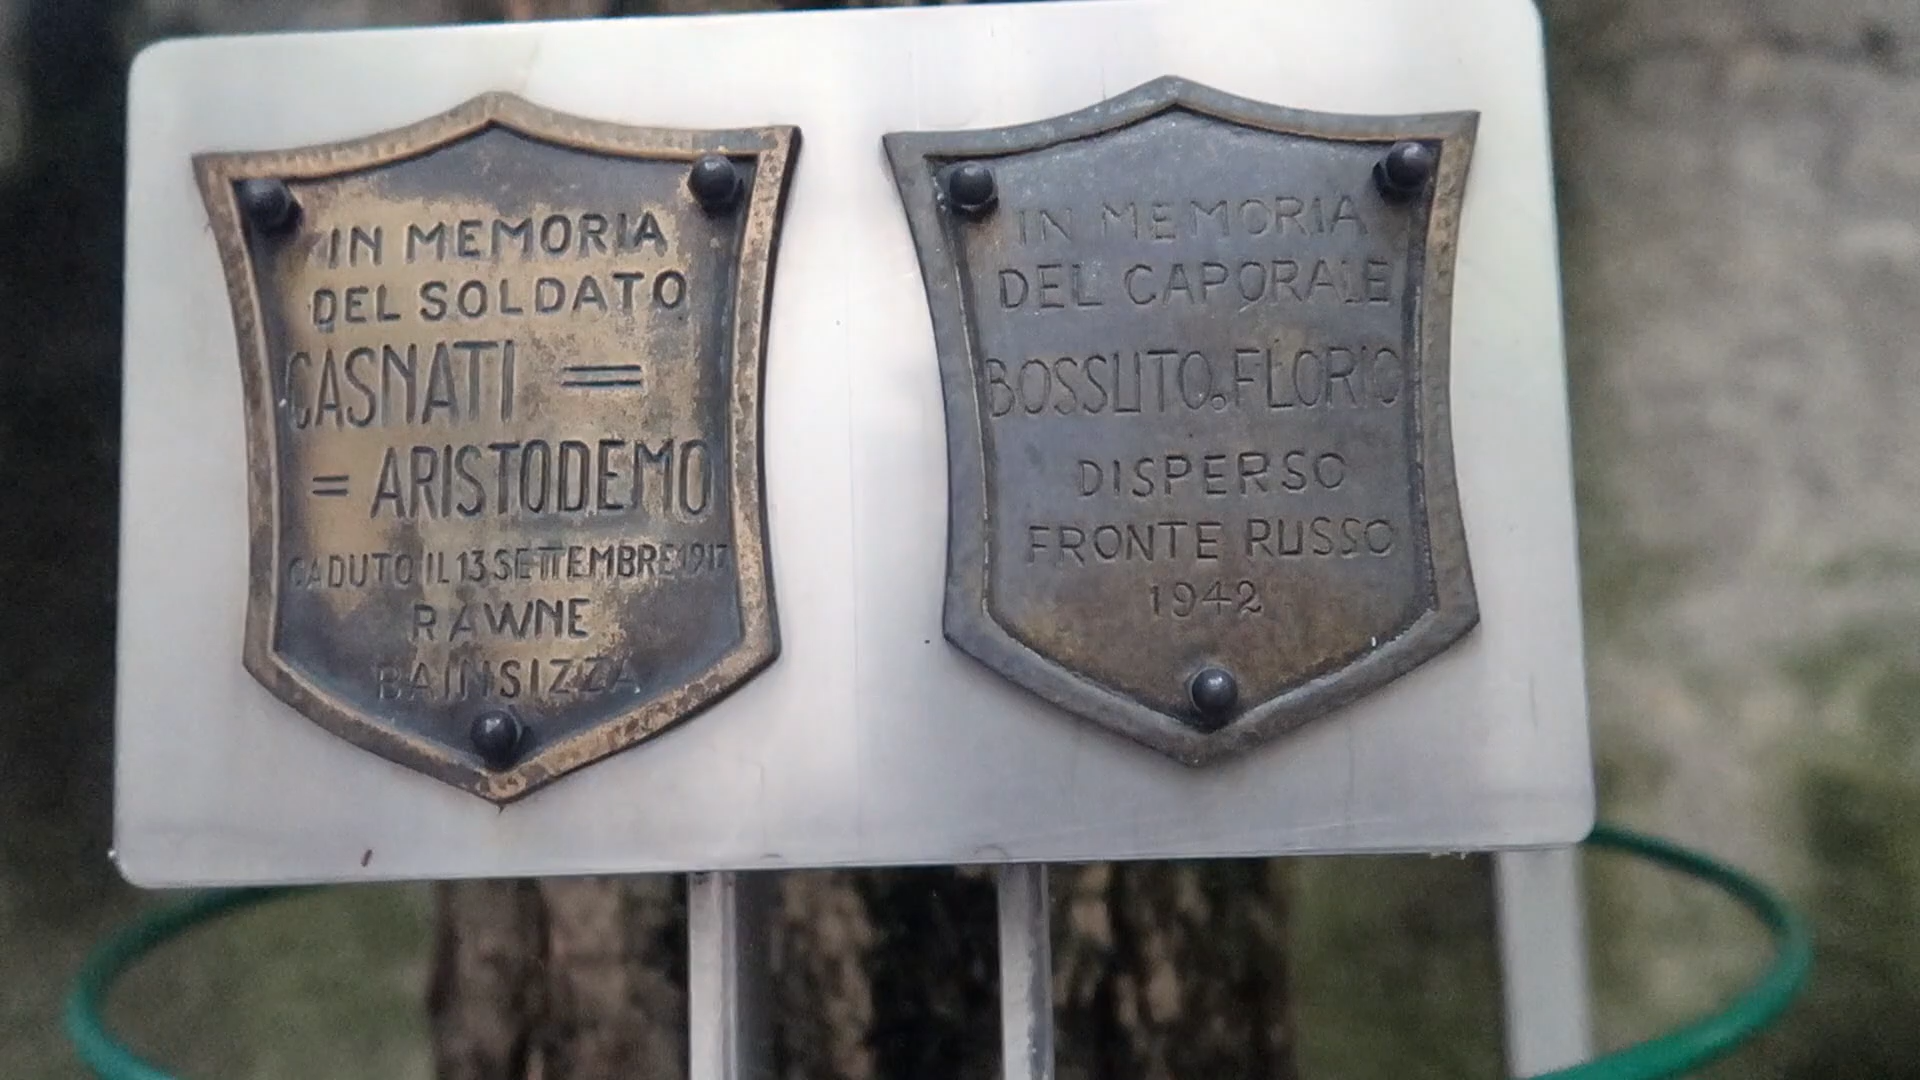 IN MEMORIA
DEL SOLDATO
CASNATI =
= ARISTODEMO
CADUTO IL 13 SETTEMBRE 1917
RAWNE
BAINSIZZA
IN MEMORIA
DEL CAPORALE
BOSSUTO.FLORIO
DISPERSO
FRONTE RUSSO
1942